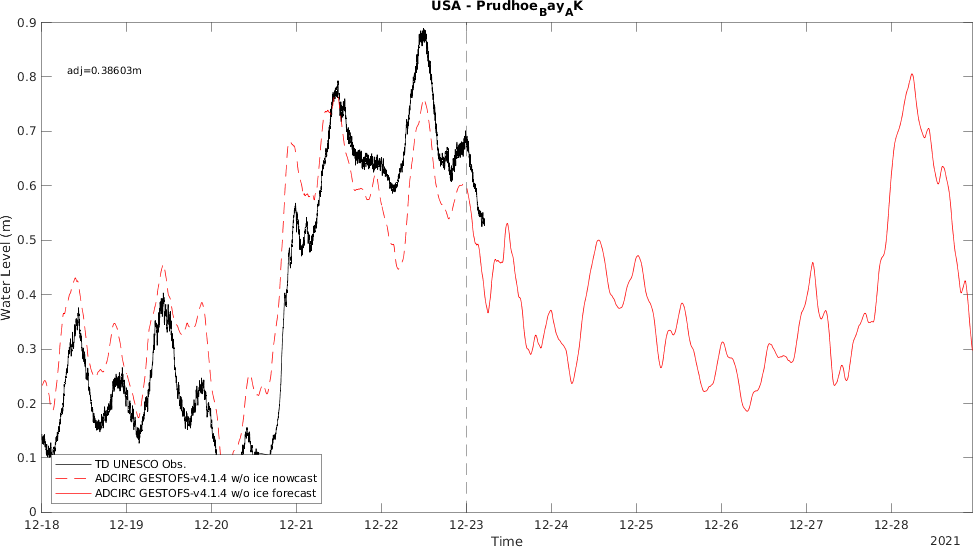 USA - PrudhoeBayAK
adj=0.38603m
Water Level (m)
0.9
0.8
0.7
0.6
0.5
0.4
0.3
0.2
0.1
0
TD UNESCO Obs.
ADCIRC GESTOFS-v4.1.4 w/o ice nowcast
ADCIRC GESTOFS-v4.1.4 w/o ice forecast
12-18 12-19 12-20 12-21 12-22 12-23 12-24 12-25 12-26 12-27 12-28
Time
2021